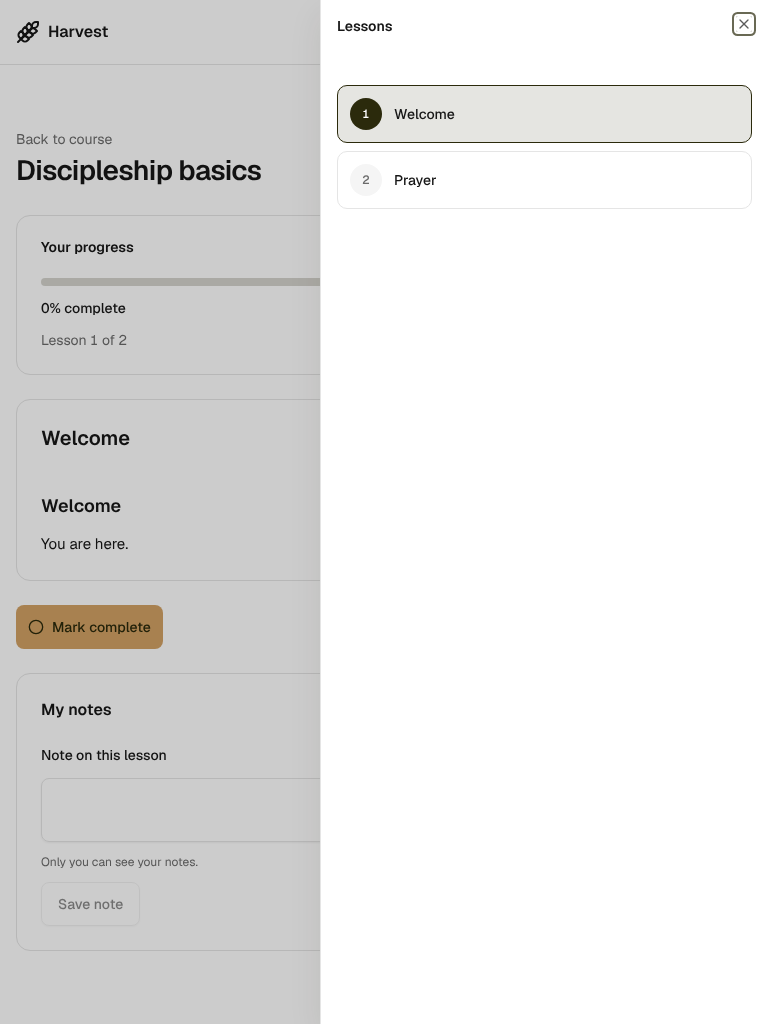 Harvest
Back to course
Discipleship basics
Your progress
0% complete
Lesson 1 of 2
Welcome
Welcome
You are here.
Mark complete
My notes
Note on this lesson
Only you can see your notes.
Save note
Lessons
1 Welcome
2 Prayer